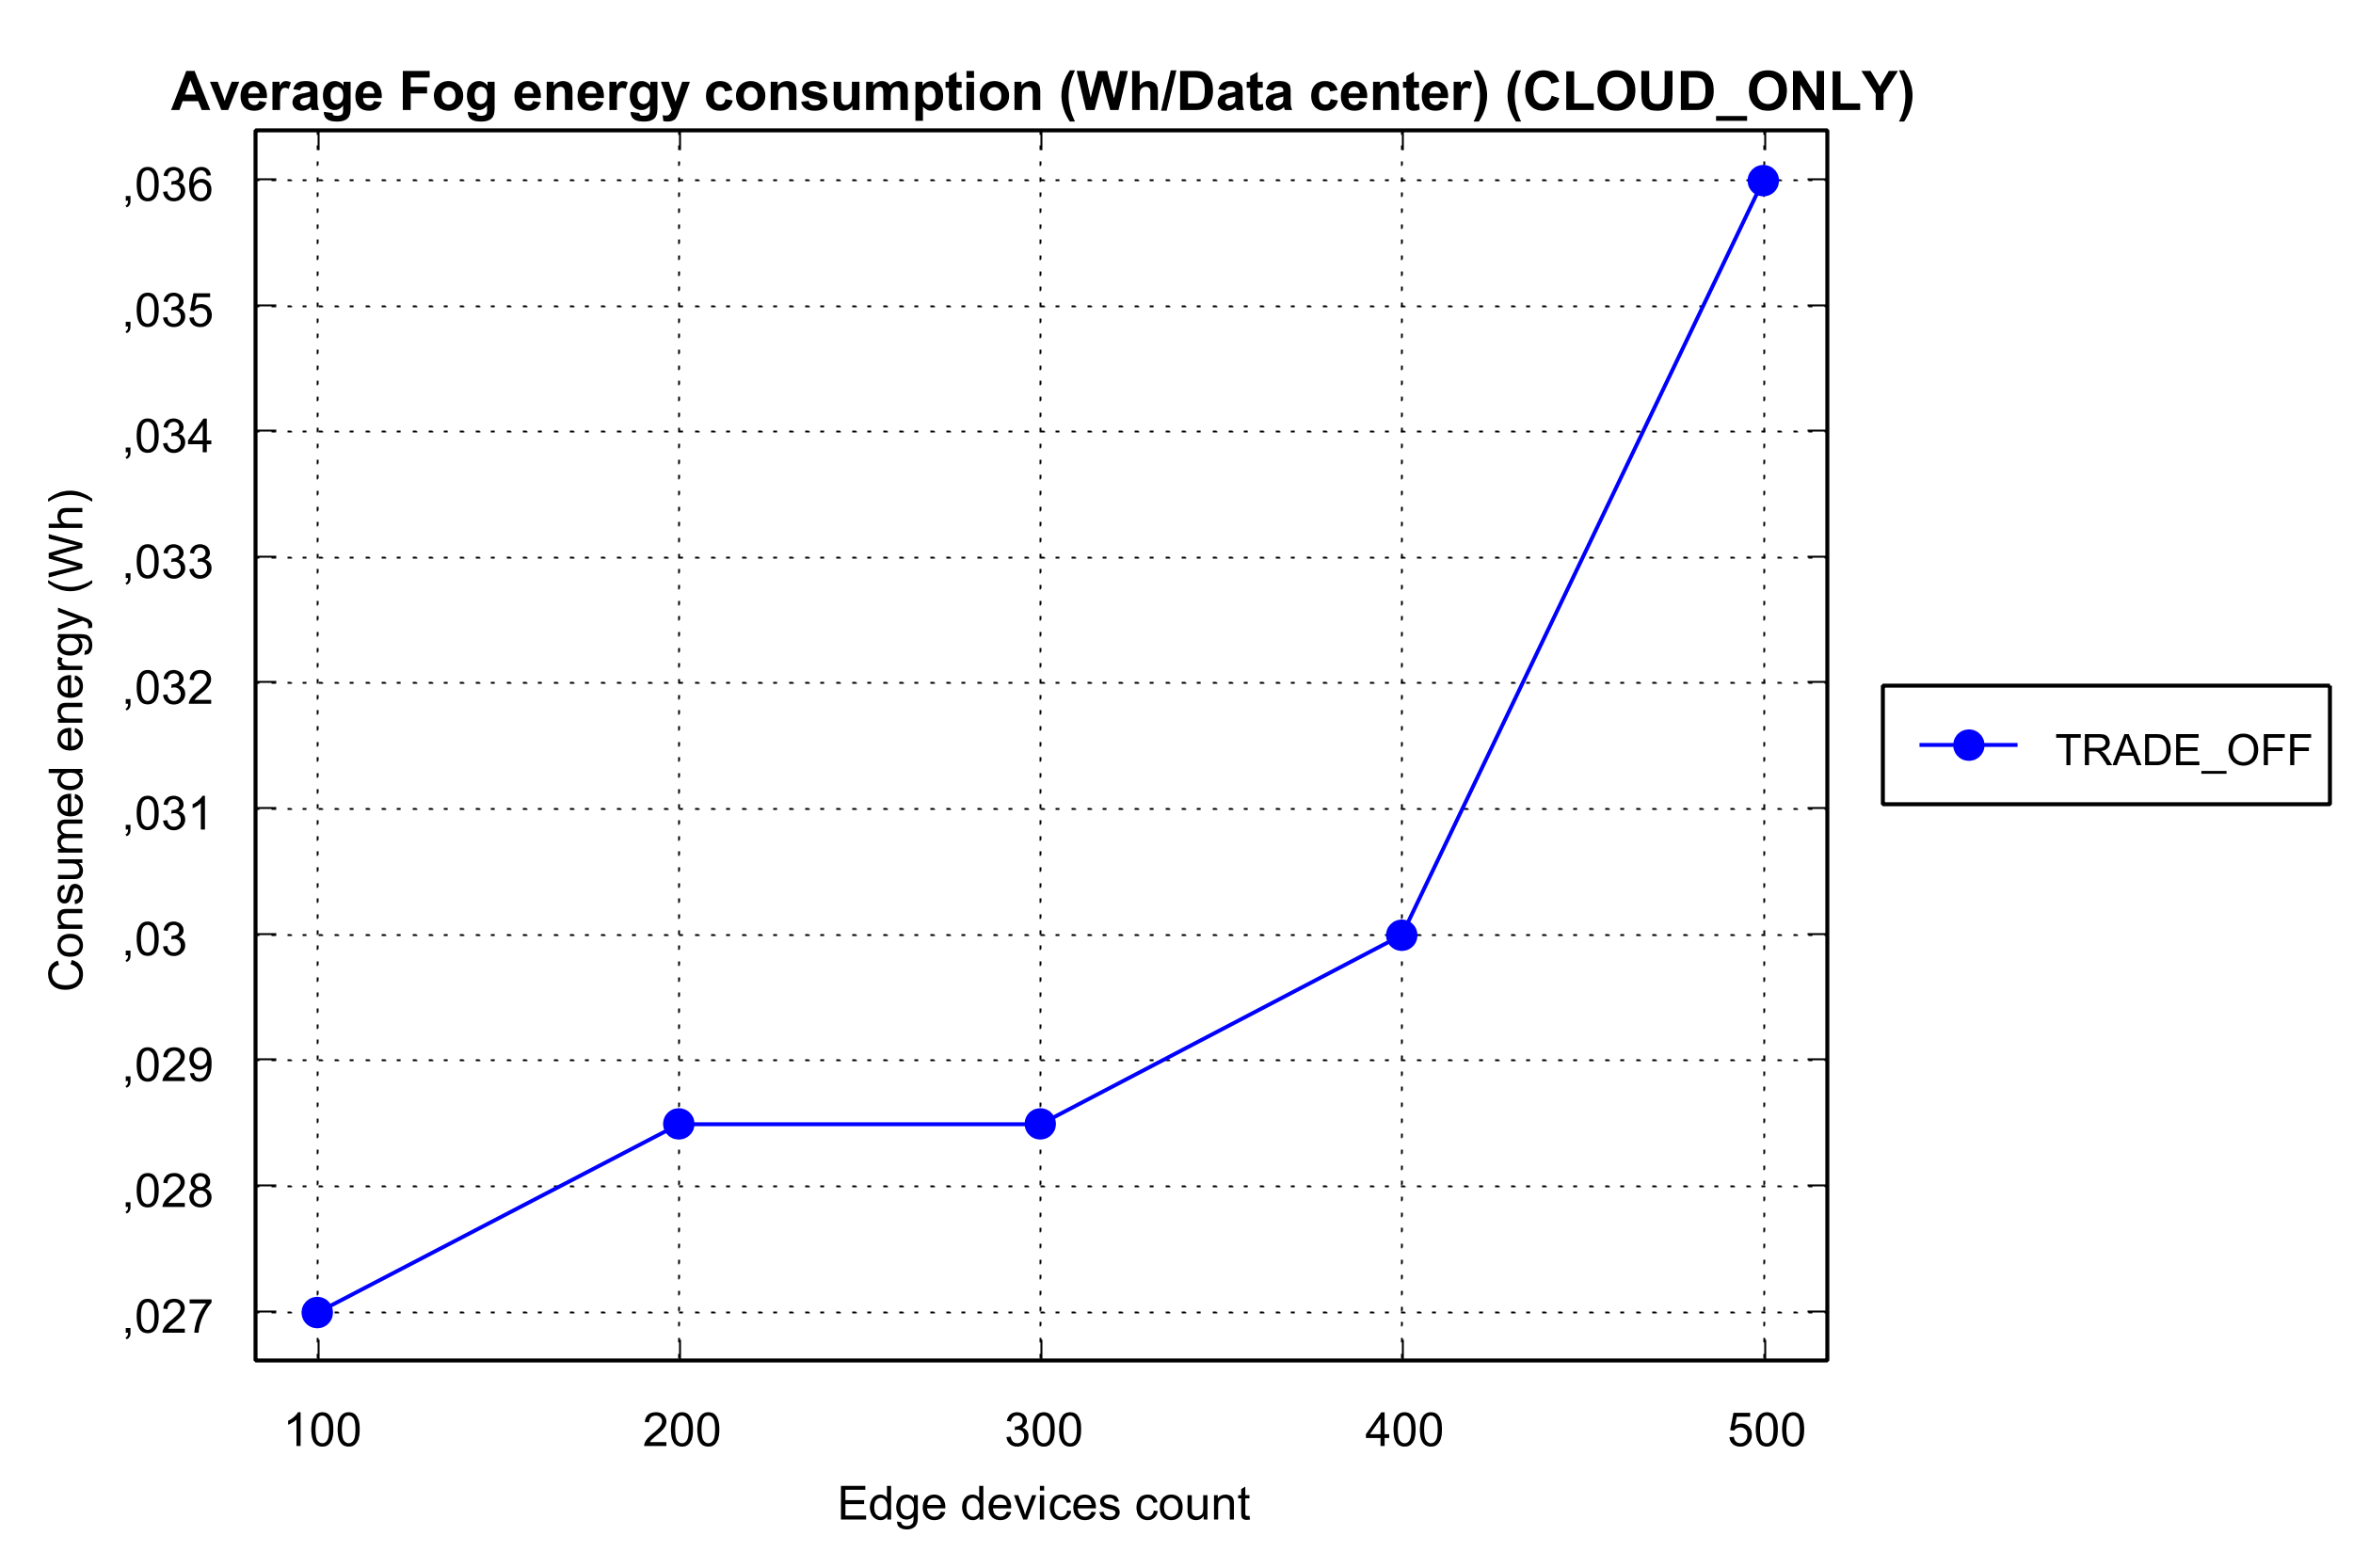 Average Fog energy consumption (Wh/Data center) (CLOUD_ONLY)
,036
,035
,034
,033
,032
,031
,03
,029
,028
,027
Consumed energy (Wh)
TRADE_OFF
100 200 300 400 500
Edge devices count